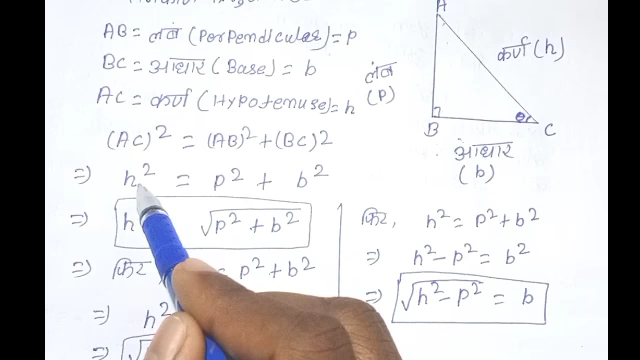 AB = लंब (Perpendicular) = p
BC = आधार (Base) = b
AC = कर्ण (Hypotenuse) = h
(AC)² = (AB)² + (BC)²
⇒ h² = p² + b²
⇒ h √p² + b²
⇒ फिर = p² + b²
⇒ h²
⇒
A
कर्ण (h)
लंब
(P)
B
θ
C
आधार
(b)
फिर, h² = p² + b²
⇒ h² - p² = b²
⇒ √h² - p² = b